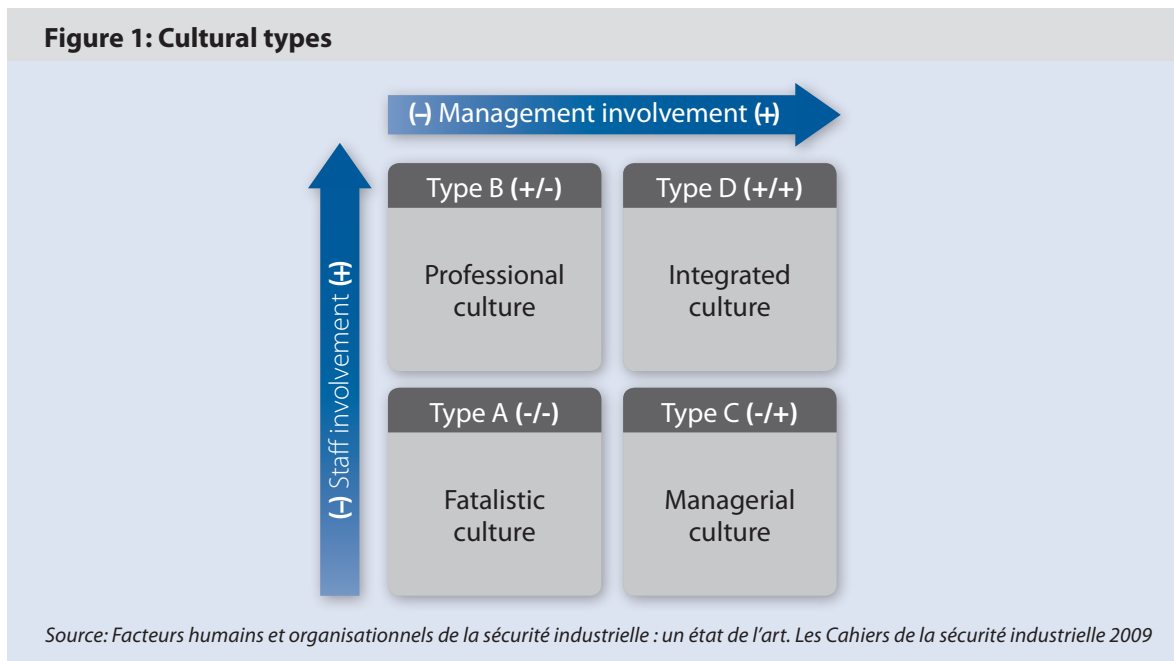 Figure 1: Cultural types
(–) Management involvement (+)
(–) Staff involvement (+)
Type B (+/-)
Professional
culture
Type D (+/+)
Integrated
culture
Type A (-/-)
Fatalistic
culture
Type C (-/+)
Managerial
culture
Source: Facteurs humains et organisationnels de la sécurité industrielle : un état de l’art. Les Cahiers de la sécurité industrielle 2009